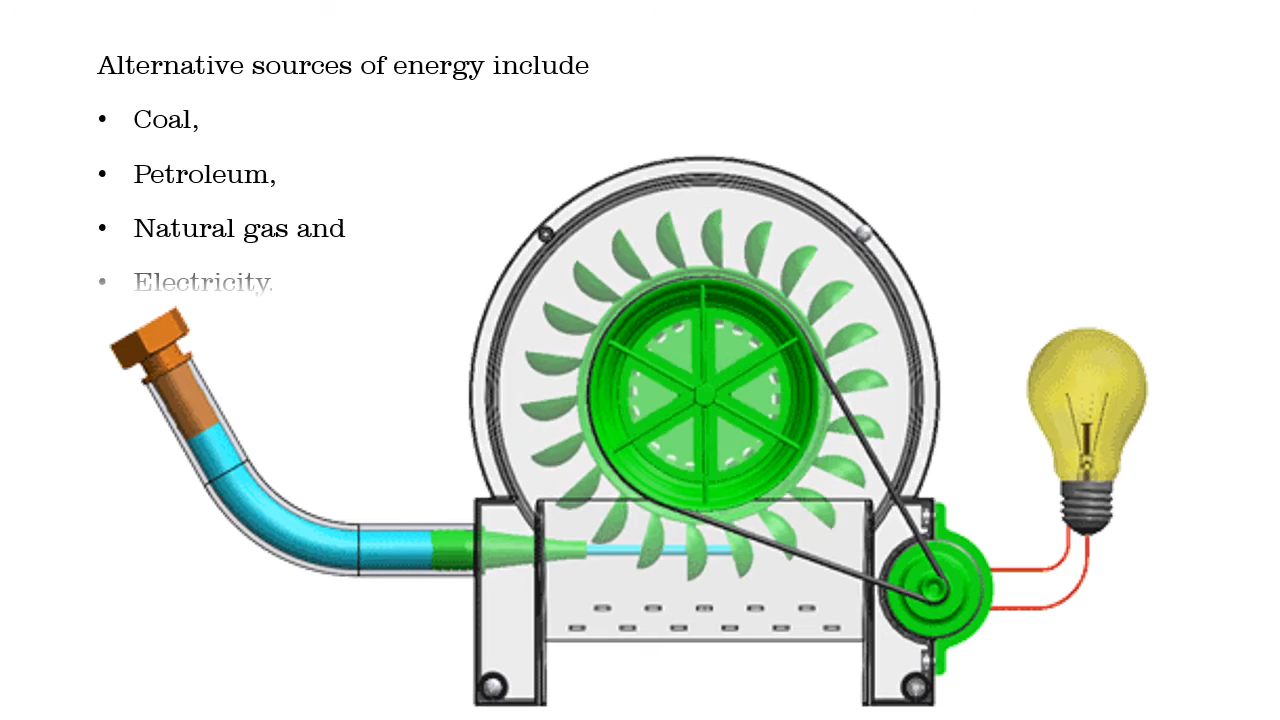 Alternative sources of energy include
• Coal,
• Petroleum,
• Natural gas and
• Electricity.